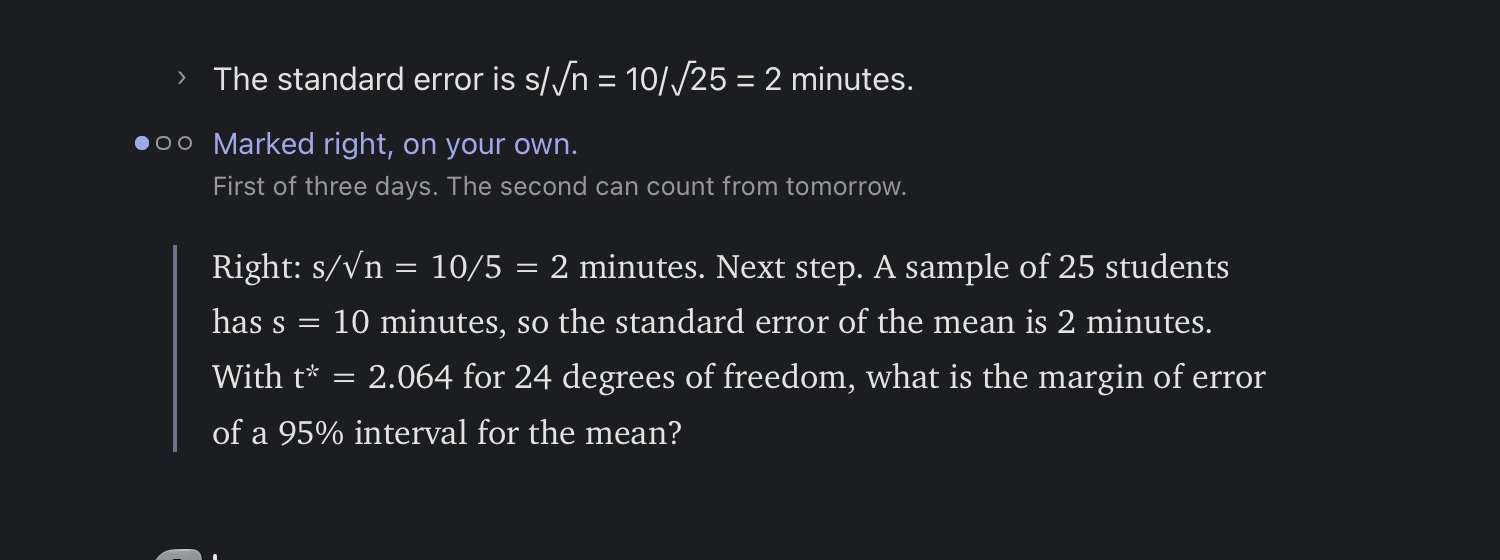 The standard error is s/√n = 10/√25 = 2 minutes.
Marked right, on your own.
First of three days. The second can count from tomorrow.
Right: s/√n = 10/5 = 2 minutes. Next step. A sample of 25 students
has s = 10 minutes, so the standard error of the mean is 2 minutes.
With t* = 2.064 for 24 degrees of freedom, what is the margin of error
of a 95% interval for the mean?